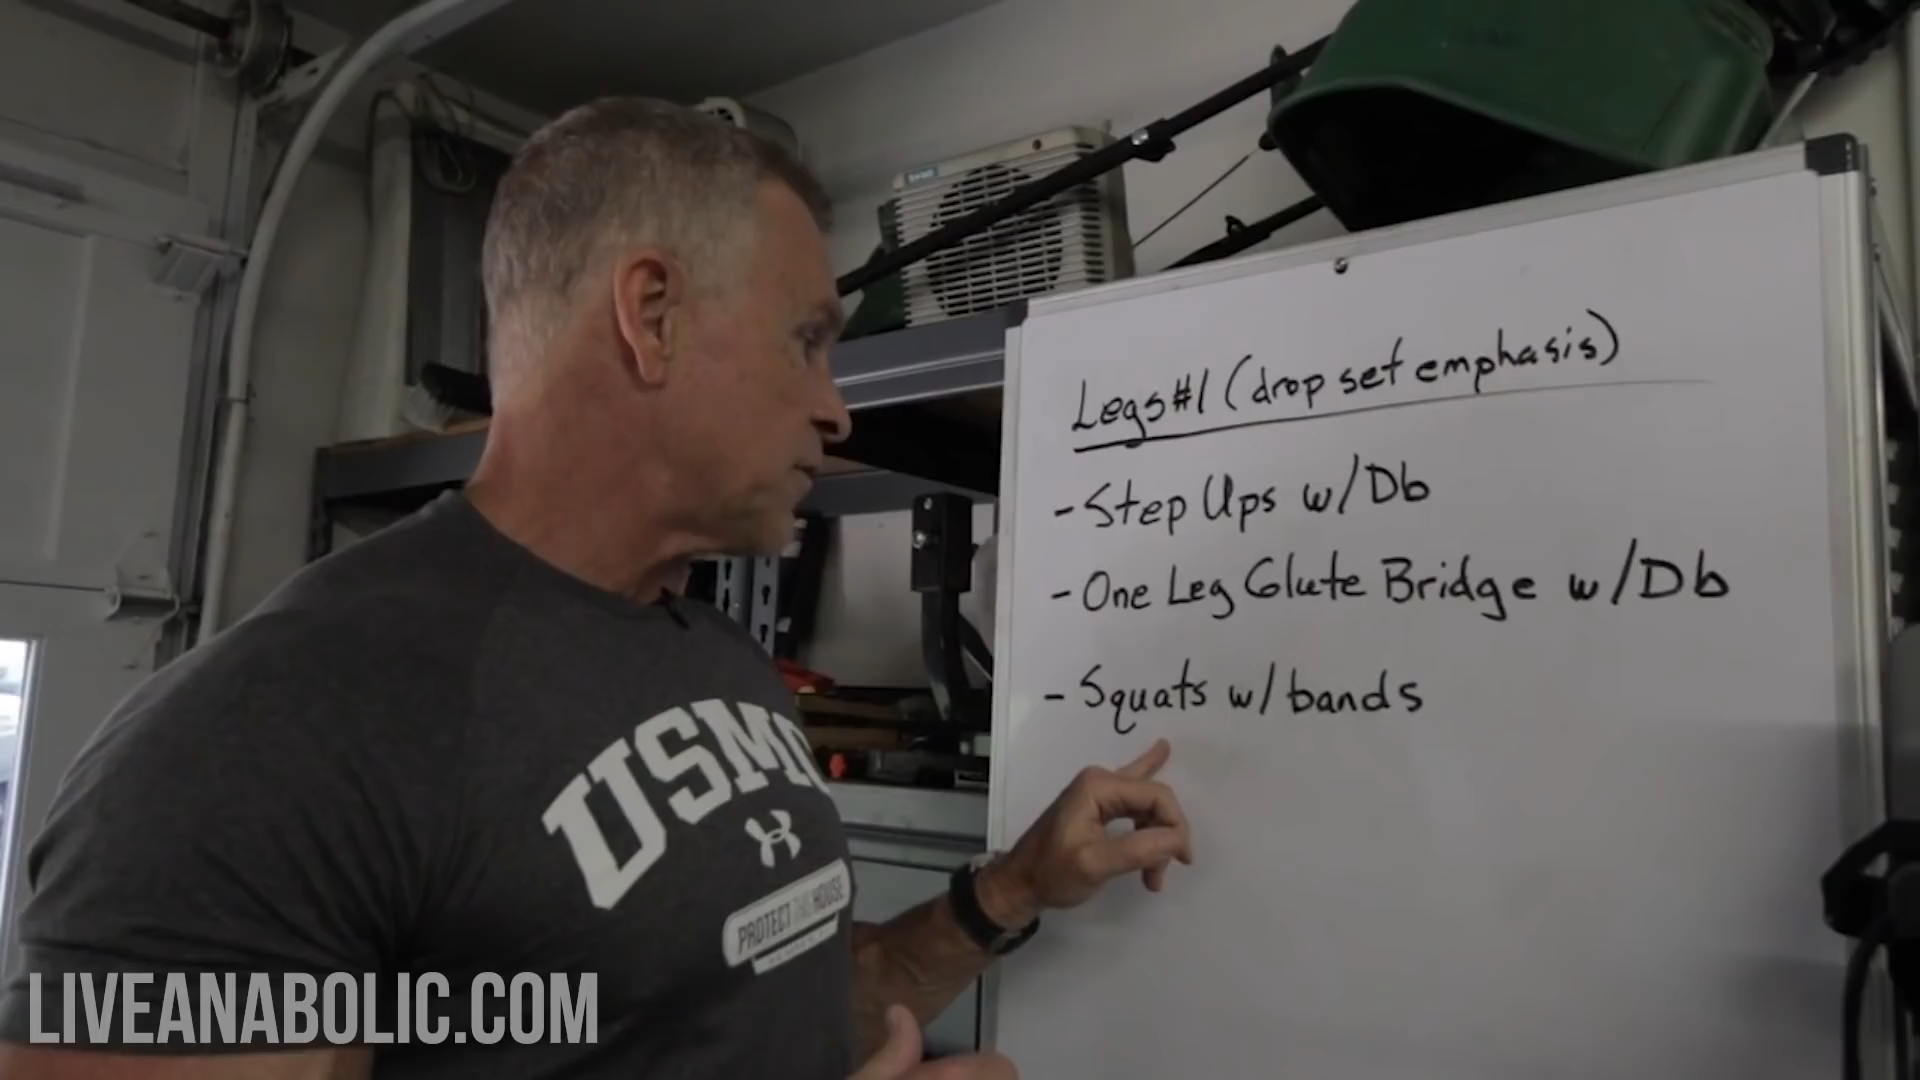 Legs #1 (drop set emphasis)
- Step Ups w/Db
- One Leg Glute Bridge w/Db
- Squats w/bands
USMC
PROTECT THIS HOUSE
LIVEANABOLIC.COM